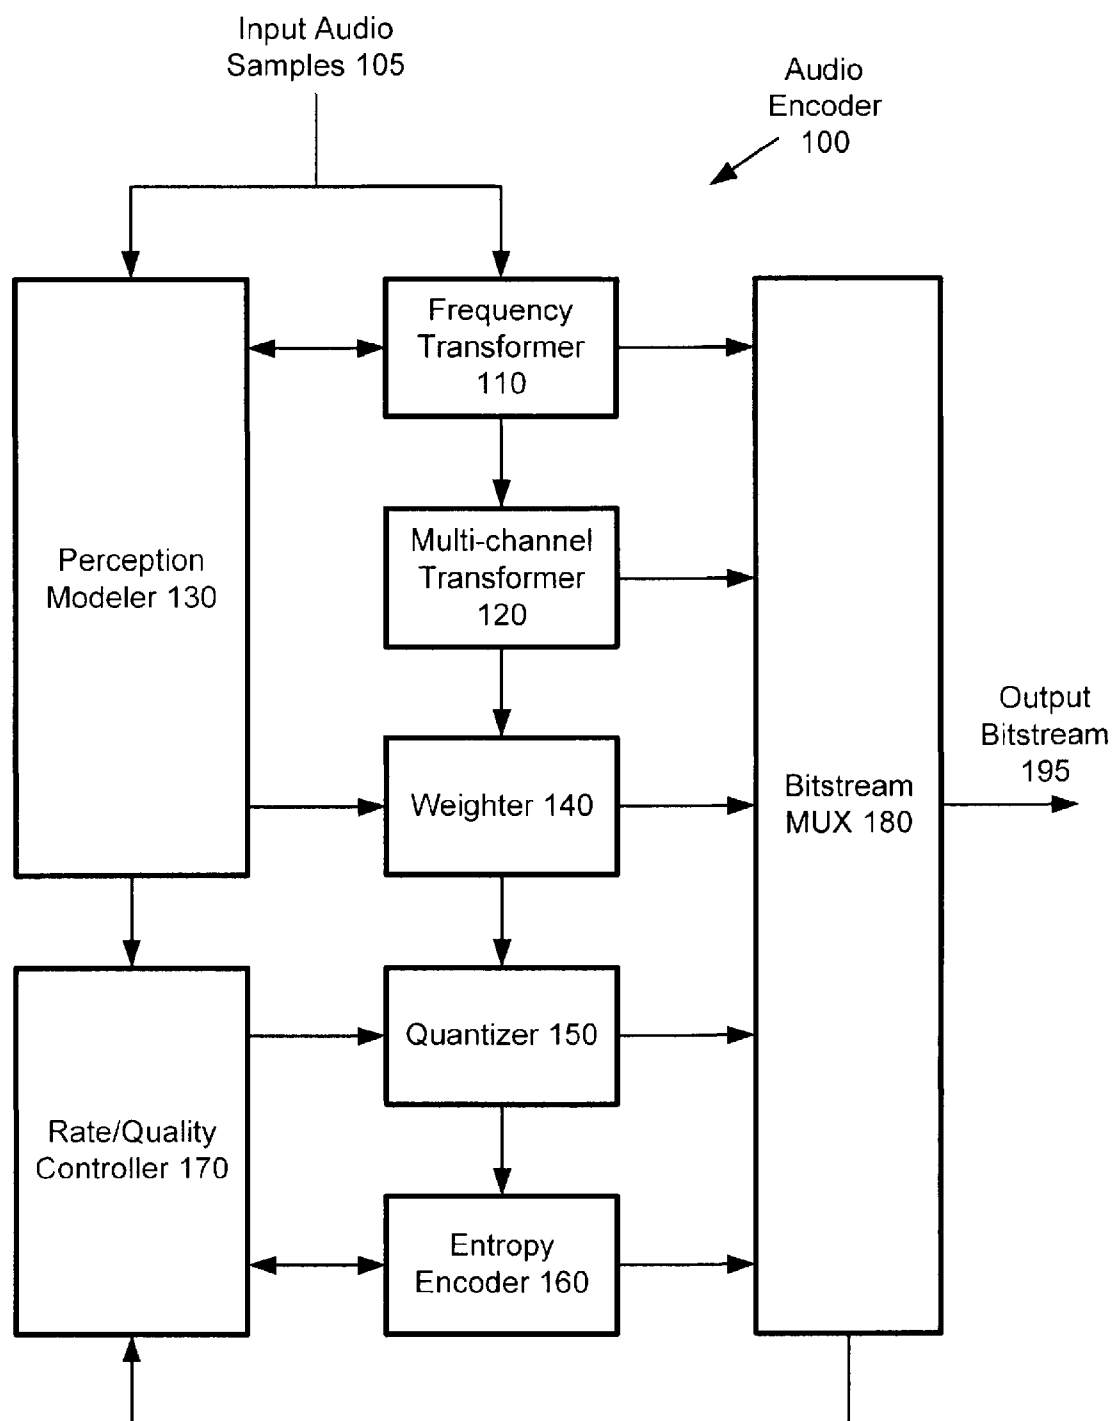 Input Audio
Samples 105
Audio
Encoder
100
Frequency
Transformer
110
Multi-channel
Transformer
120
Perception
Modeler 130
Output
Bitstream
195
Weighter 140
Bitstream
MUX 180
Quantizer 150
Rate/Quality
Controller 170
Entropy
Encoder 160